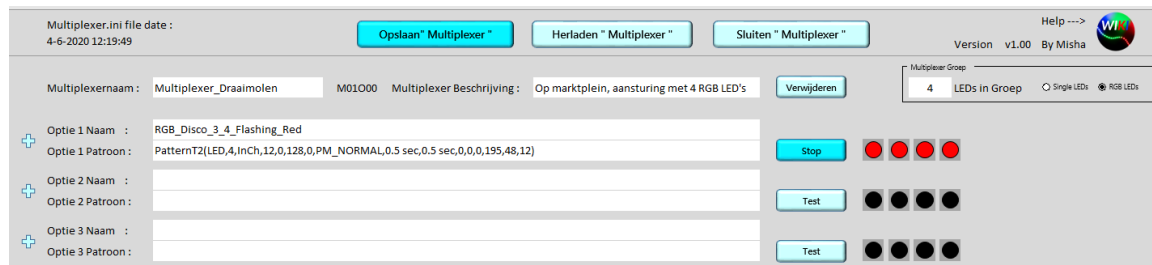 Multiplexer.ini file date :
4-6-2020 12:19:49
Opslaan" Multiplexer "
Herladen " Multiplexer "
Sluiten " Multiplexer "
Help --->
Version v1.00 By Misha
WIKI
Multiplexer Groep
Multiplexernaam : Multiplexer_Draaimolen M01O00 Multiplexer Beschrijving : Op marktplein, aansturing met 4 RGB LED's Verwijderen
4 LEDs in Groep Single LEDs RGB LEDs
Optie 1 Naam : RGB_Disco_3_4_Flashing_Red
Optie 1 Patroon : PatternT2(LED,4,InCh,12,0,128,0,PM_NORMAL,0.5 sec,0.5 sec,0,0,0,195,48,12) Stop
Optie 2 Naam :
Optie 2 Patroon : Test
Optie 3 Naam :
Optie 3 Patroon : Test